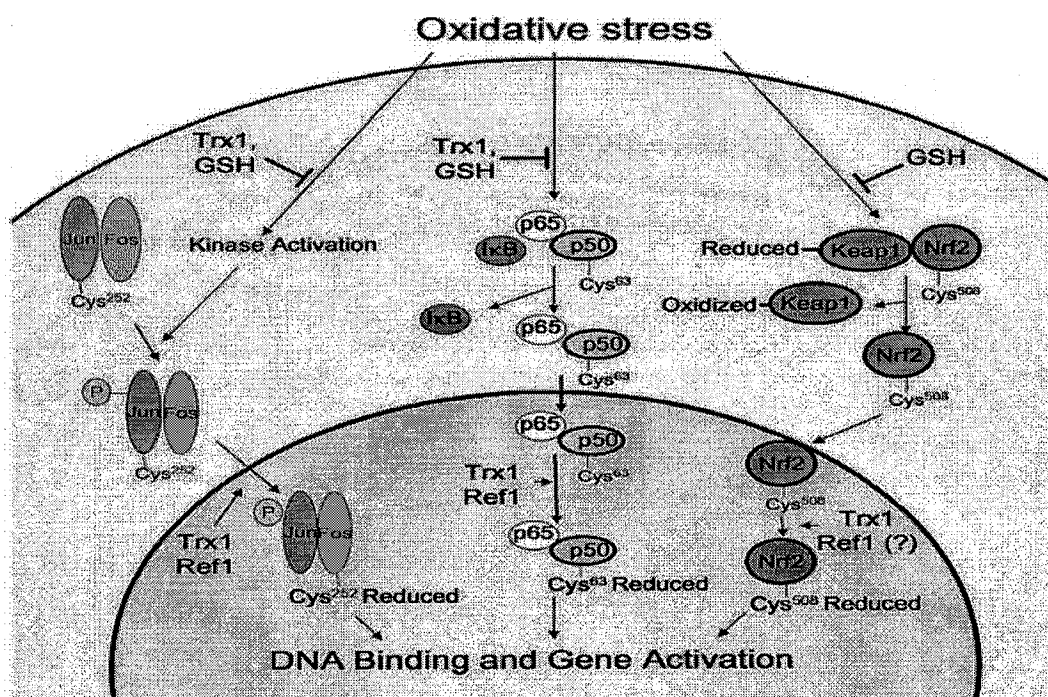 Oxidative stress
Trx1,
GSH
Trx1,
GSH
GSH
Jun Fos
Cys²⁵²
Kinase Activation
p65
IκB
p50
Cys⁶³
Reduced
Keap1
Nrf2
Cys⁵⁰⁸
Oxidized
Keap1
IκB
p65
p50
Cys⁶³
Nrf2
Cys⁵⁰⁸
P
Jun Fos
Cys²⁵²
p65
p50
Cys⁶³
Nrf2
Cys⁵⁰⁸
Trx1
Ref1
Trx1
Ref1
Trx1
Ref1 (?)
P
Jun Fos
Cys²⁵² Reduced
p65
p50
Cys⁶³ Reduced
Nrf2
Cys⁵⁰⁸ Reduced
DNA Binding and Gene Activation